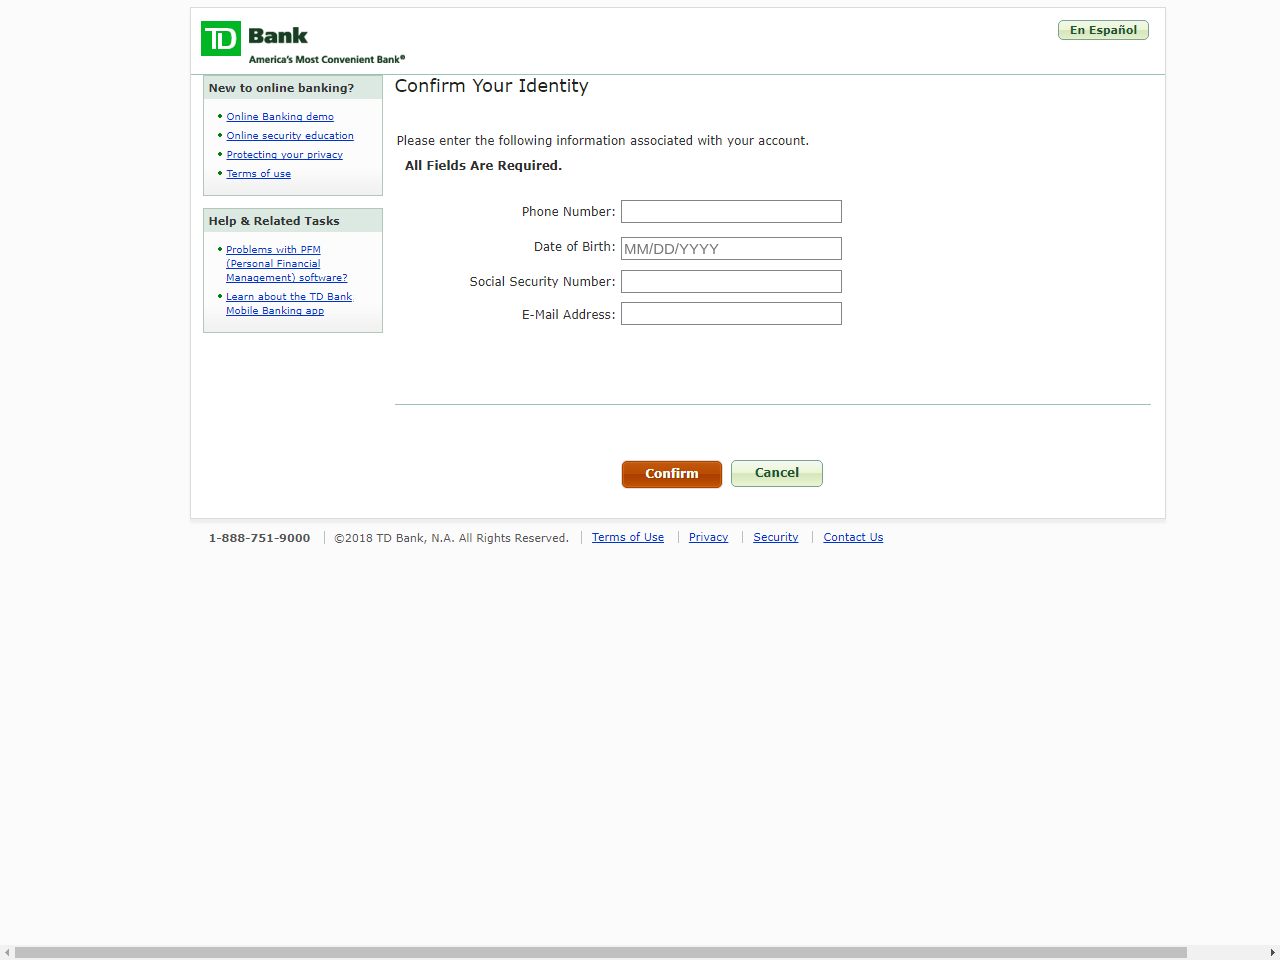 TD Bank
America's Most Convenient Bank®
En Español
New to online banking?
Online Banking demo
Online security education
Protecting your privacy
Terms of use
Help & Related Tasks
Problems with PFM
(Personal Financial
Management) software?
Learn about the TD Bank
Mobile Banking app
Confirm Your Identity
Please enter the following information associated with your account.
All Fields Are Required.
Phone Number:
Date of Birth: MM/DD/YYYY
Social Security Number:
E-Mail Address:
Confirm Cancel
1-888-751-9000 ©2018 TD Bank, N.A. All Rights Reserved. Terms of Use Privacy Security Contact Us